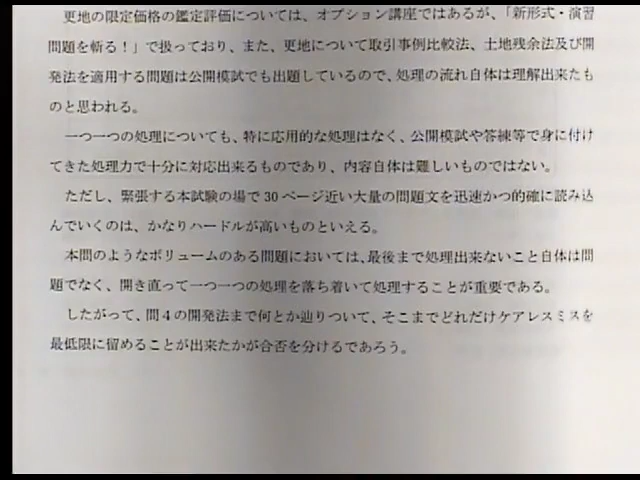 更地の限定価格の鑑定評価については、オプション講座ではあるが、「新形式・演習
問題を斬る！」で扱っており、また、更地について取引事例比較法、土地残余法及び開
発法を適用する問題は公開模試でも出題しているので、処理の流れ自体は理解出来たも
のと思われる。
一つ一つの処理についても、特に応用的な処理はなく、公開模試や答練等で身に付け
てきた処理力で十分に対応出来るものであり、内容自体は難しいものではない。
ただし、緊張する本試験の場で 30 ページ近い大量の問題文を迅速かつ的確に読み込
んでいくのは、かなりハードルが高いものといえる。
本問のようなボリュームのある問題においては、最後まで処理出来ないこと自体は問
題でなく、開き直って一つ一つの処理を落ち着いて処理することが重要である。
したがって、問４の開発法まで何とか辿りついて、そこまでどれだけケアレスミスを
最低限に留めることが出来たかが合否を分けるであろう。